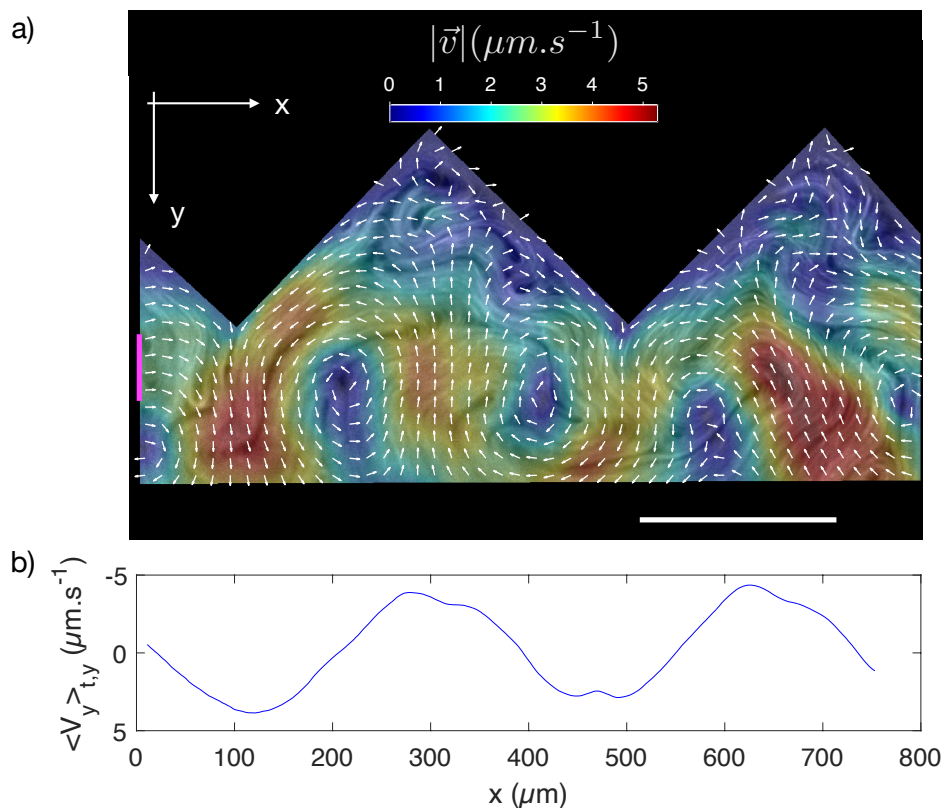 a)
|v⃗|(μm.s⁻¹)
0 1 2 3 4 5
x
y
b)
<V_y>_{t,y} (μm.s⁻¹)
-5
0
5
0 100 200 300 400 500 600 700 800
x (μm)